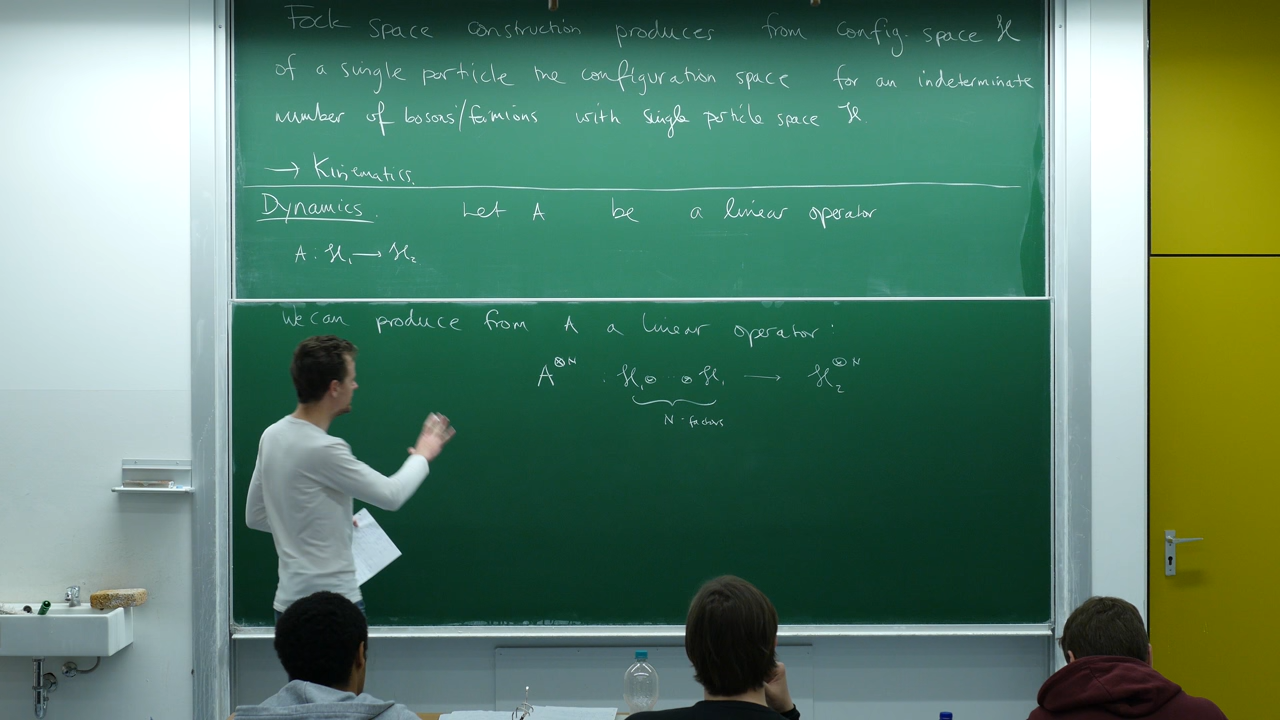 Fock space construction produces from config. space ℋ
of a single particle the configuration space for an indeterminate
number of bosons/fermions with single particle space ℋ
→ Kinematics.
Dynamics. Let A be a linear operator
A : ℋ₁ → ℋ₂
We can produce from A a linear operator:
A^{⊗N} : ℋ₁⊗ ··· ⊗ℋ₁ → ℋ₂^{⊗N}
N-factors